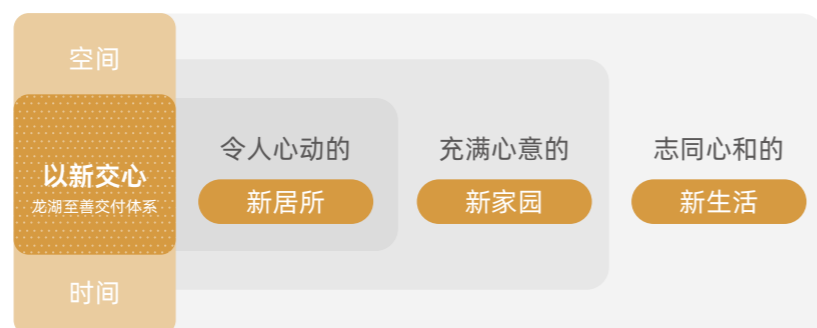 空间
以新交心
龙湖至善交付体系
时间
令人心动的
新居所
充满心意的
新家园
志同心和的
新生活